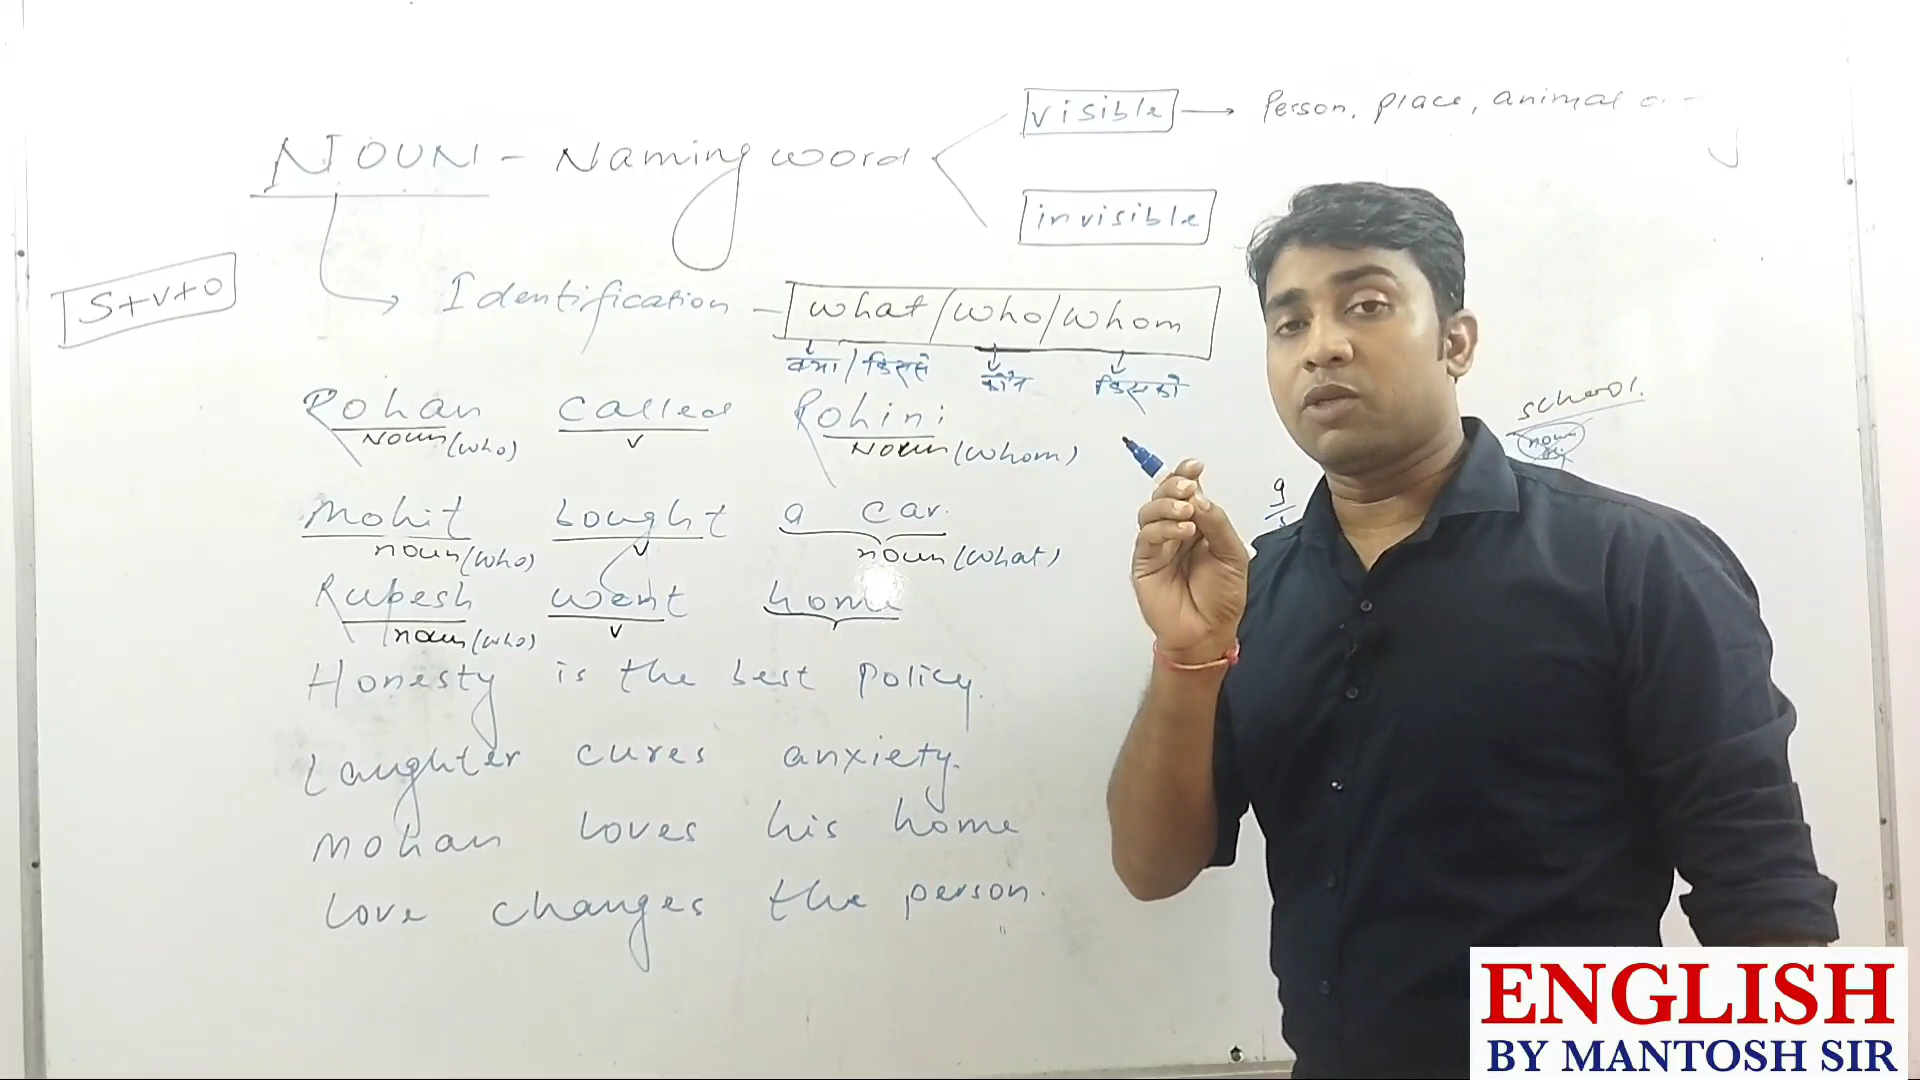 visible → Person, place, animal
NOUN - Naming word
invisible
S+V+O
Identification - what/who/whom
क्या/किससे कौन किसको
Rohan called Rohini
Noun (who) V Noun (whom)
school.
noun
Mohit bought a car.
noun (who) V noun (what)
Rupesh went home
noun (who) V
Honesty is the best policy.
Laughter cures anxiety.
Mohan loves his home
Love changes the person.
ENGLISH
BY MANTOSH SIR